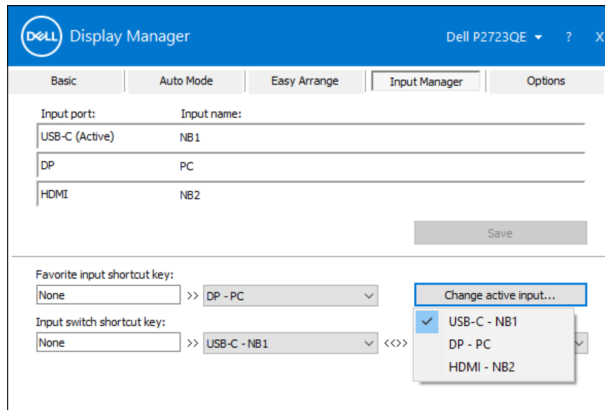 DELL Display Manager Dell P2723QE ? X
Basic Auto Mode Easy Arrange Input Manager Options
Input port: Input name:
USB-C (Active) NB1
DP PC
HDMI NB2
Save
Favorite input shortcut key:
None >> DP - PC Change active input...
Input switch shortcut key:
None >> USB-C - NB1 <<>>
USB-C - NB1
DP - PC
HDMI - NB2